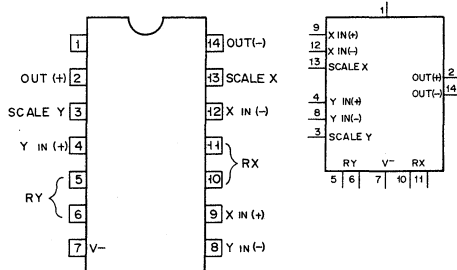 1
14 OUT(-)
OUT (+) 2
13 SCALE X
SCALE Y 3
12 X IN (-)
Y IN (+) 4
11
RX
10
5
RY
6
9 X IN (+)
7 V-
8 Y IN (-)
1
9 X IN(+)
12 X IN(-)
13 SCALE X
OUT(+) 2
OUT(-) 14
4 Y IN(+)
8 Y IN(-)
3 SCALE Y
RY V- RX
5 6 7 10 11